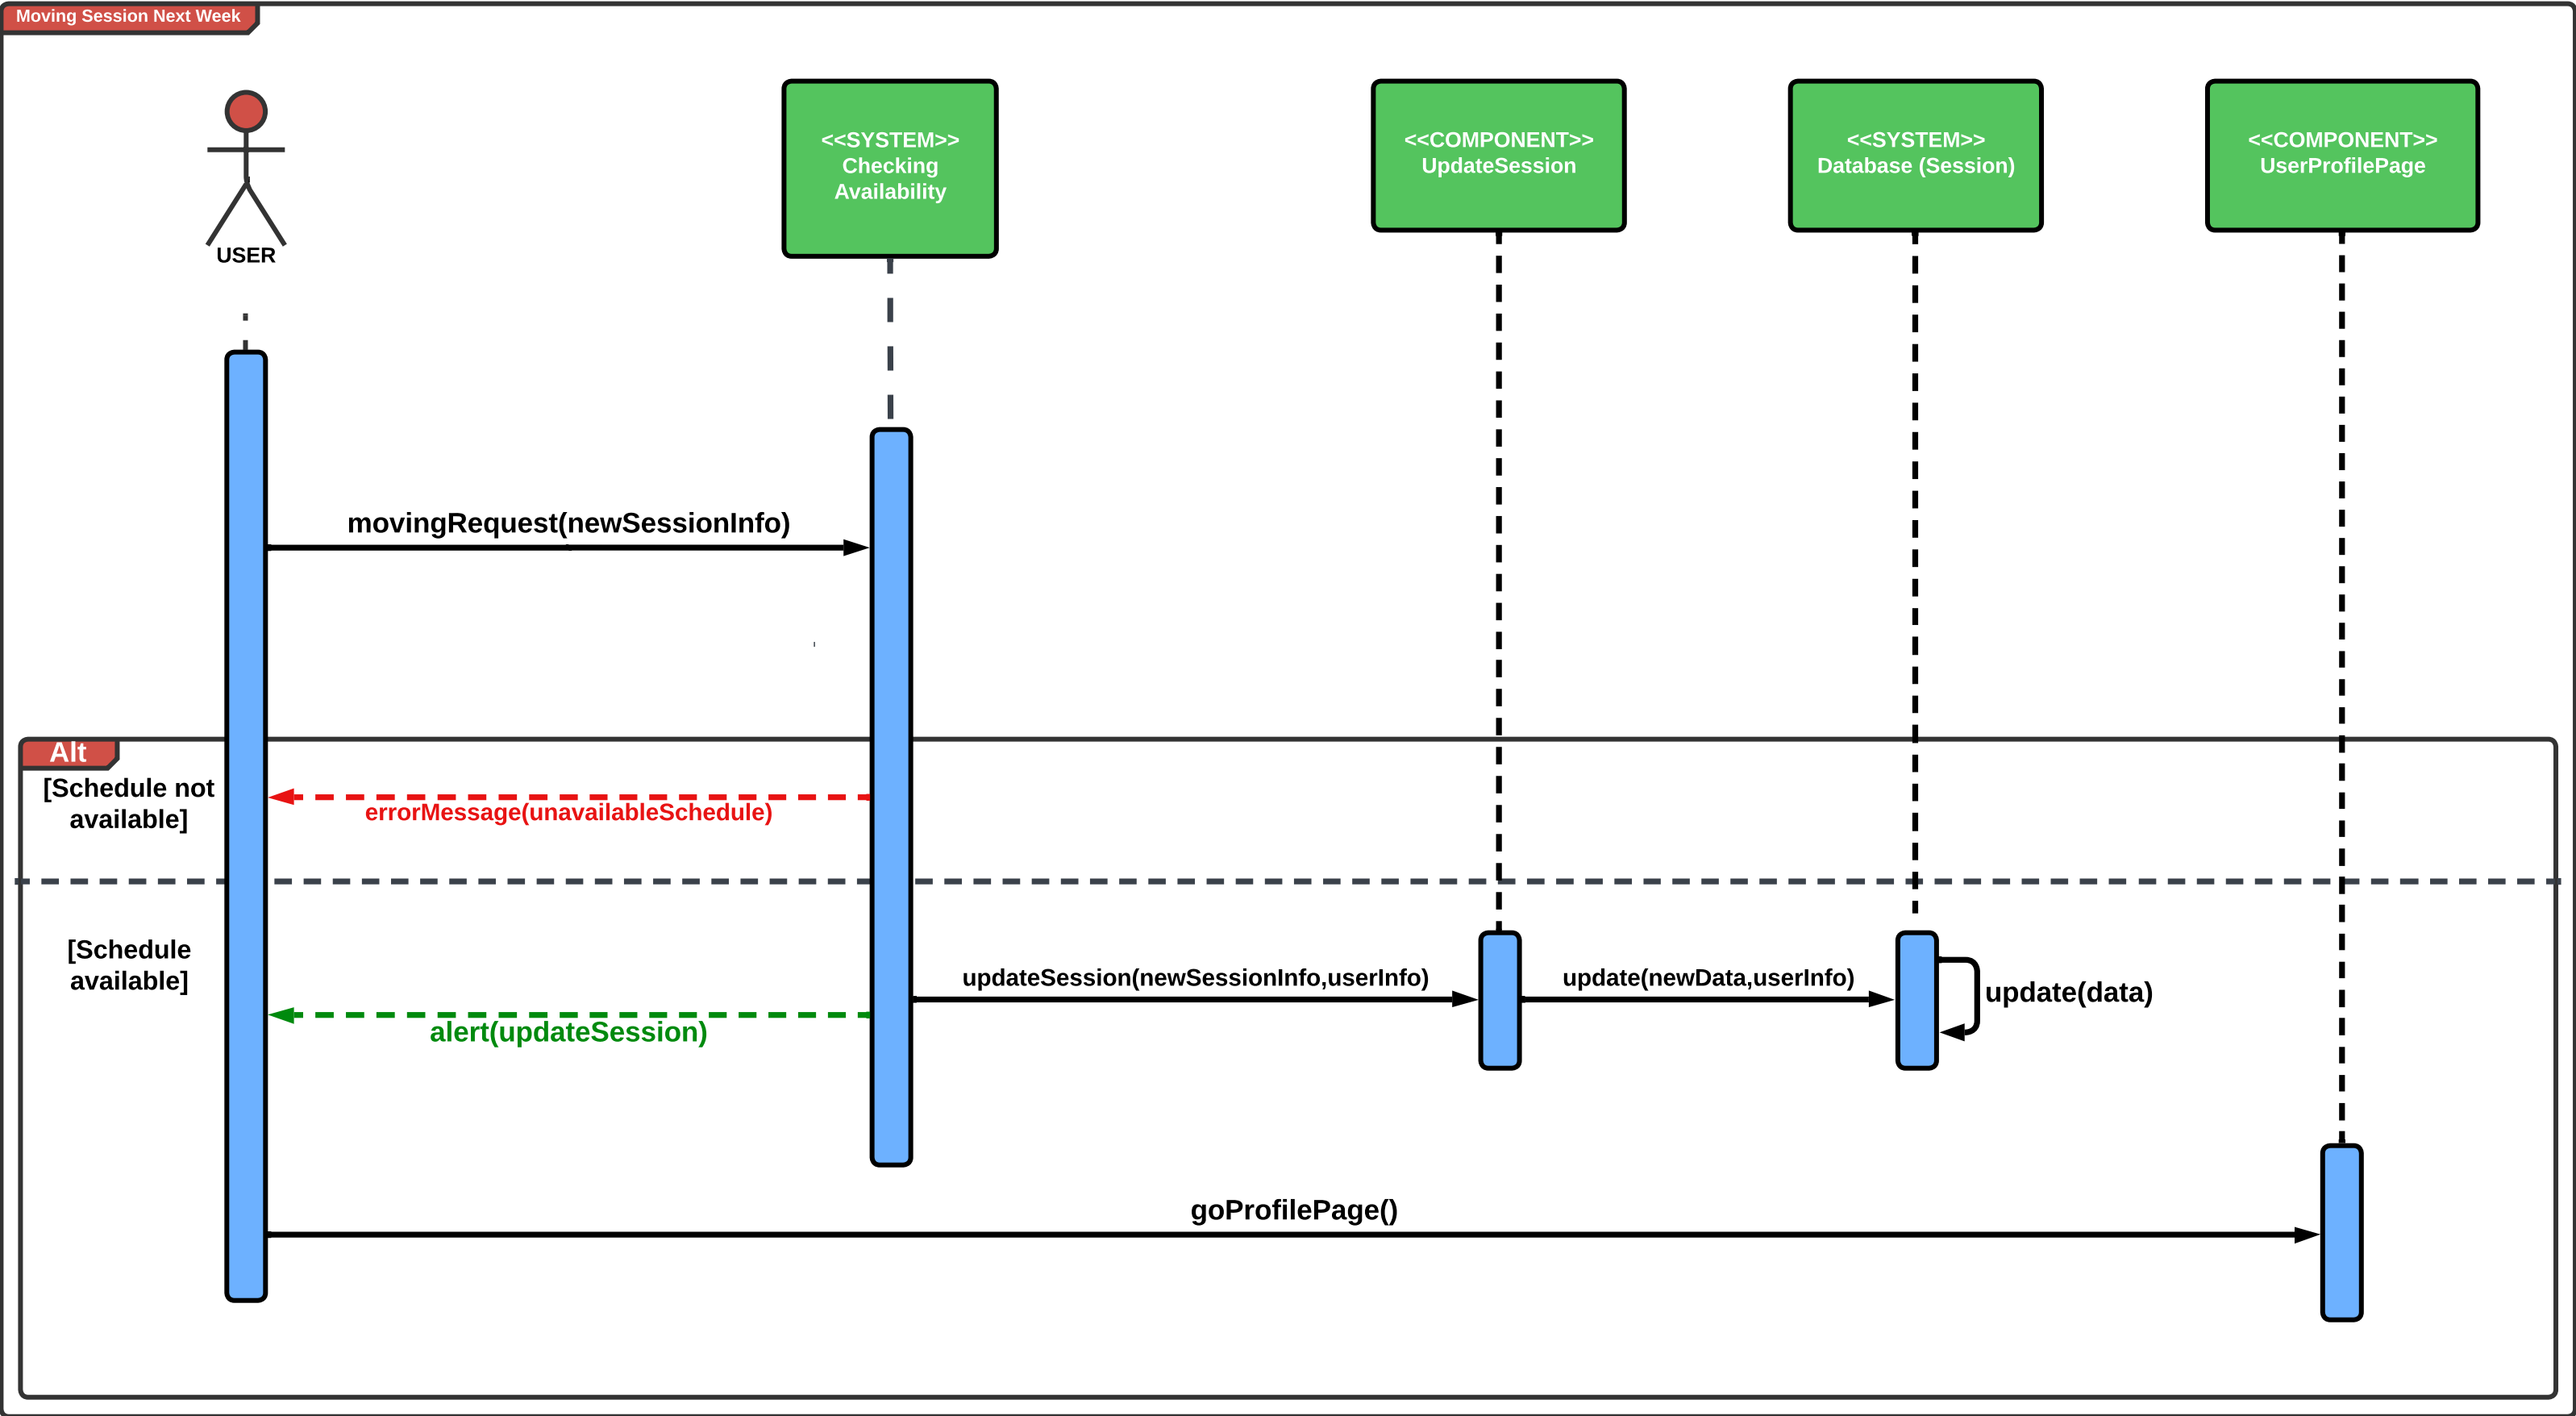 Moving Session Next Week
USER
<<SYSTEM>>
Checking
Availability
<<COMPONENT>>
UpdateSession
<<SYSTEM>>
Database (Session)
<<COMPONENT>>
UserProfilePage
movingRequest(newSessionInfo)
Alt
[Schedule not
available]
errorMessage(unavailableSchedule)
[Schedule
available]
updateSession(newSessionInfo,userInfo)
update(newData,userInfo)
update(data)
alert(updateSession)
goProfilePage()